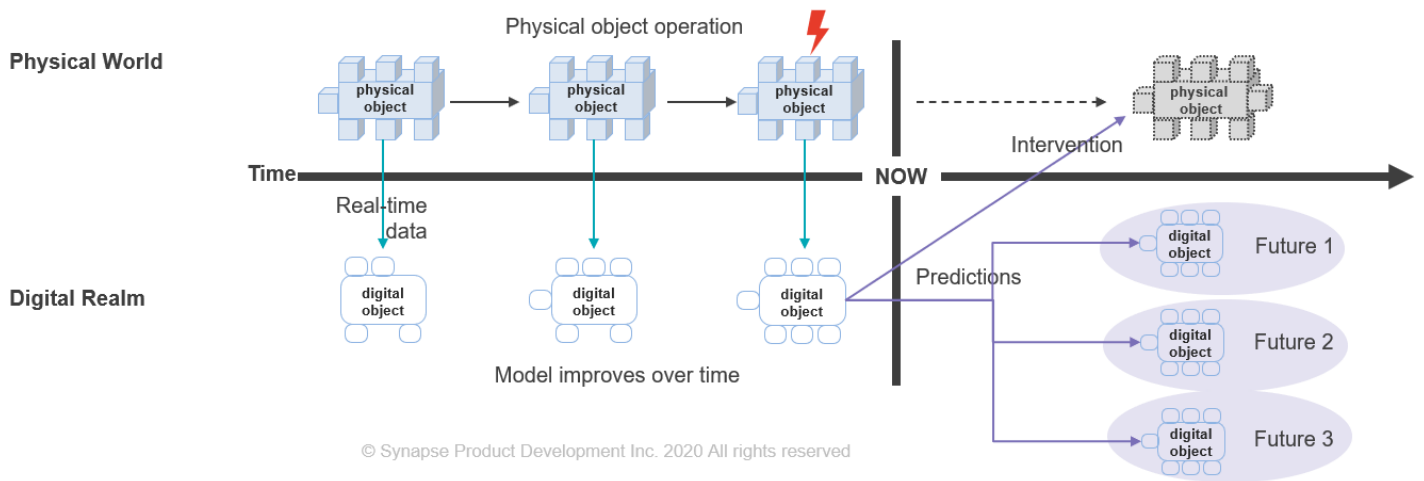 Physical object operation
Physical World
physical
object
physical
object
physical
object
physical
object
Intervention
Time
NOW
Real-time
data
digital
object
Future 1
Predictions
Digital Realm
digital
object
digital
object
digital
object
digital
object
Future 2
Model improves over time
digital
object
Future 3
© Synapse Product Development Inc. 2020 All rights reserved